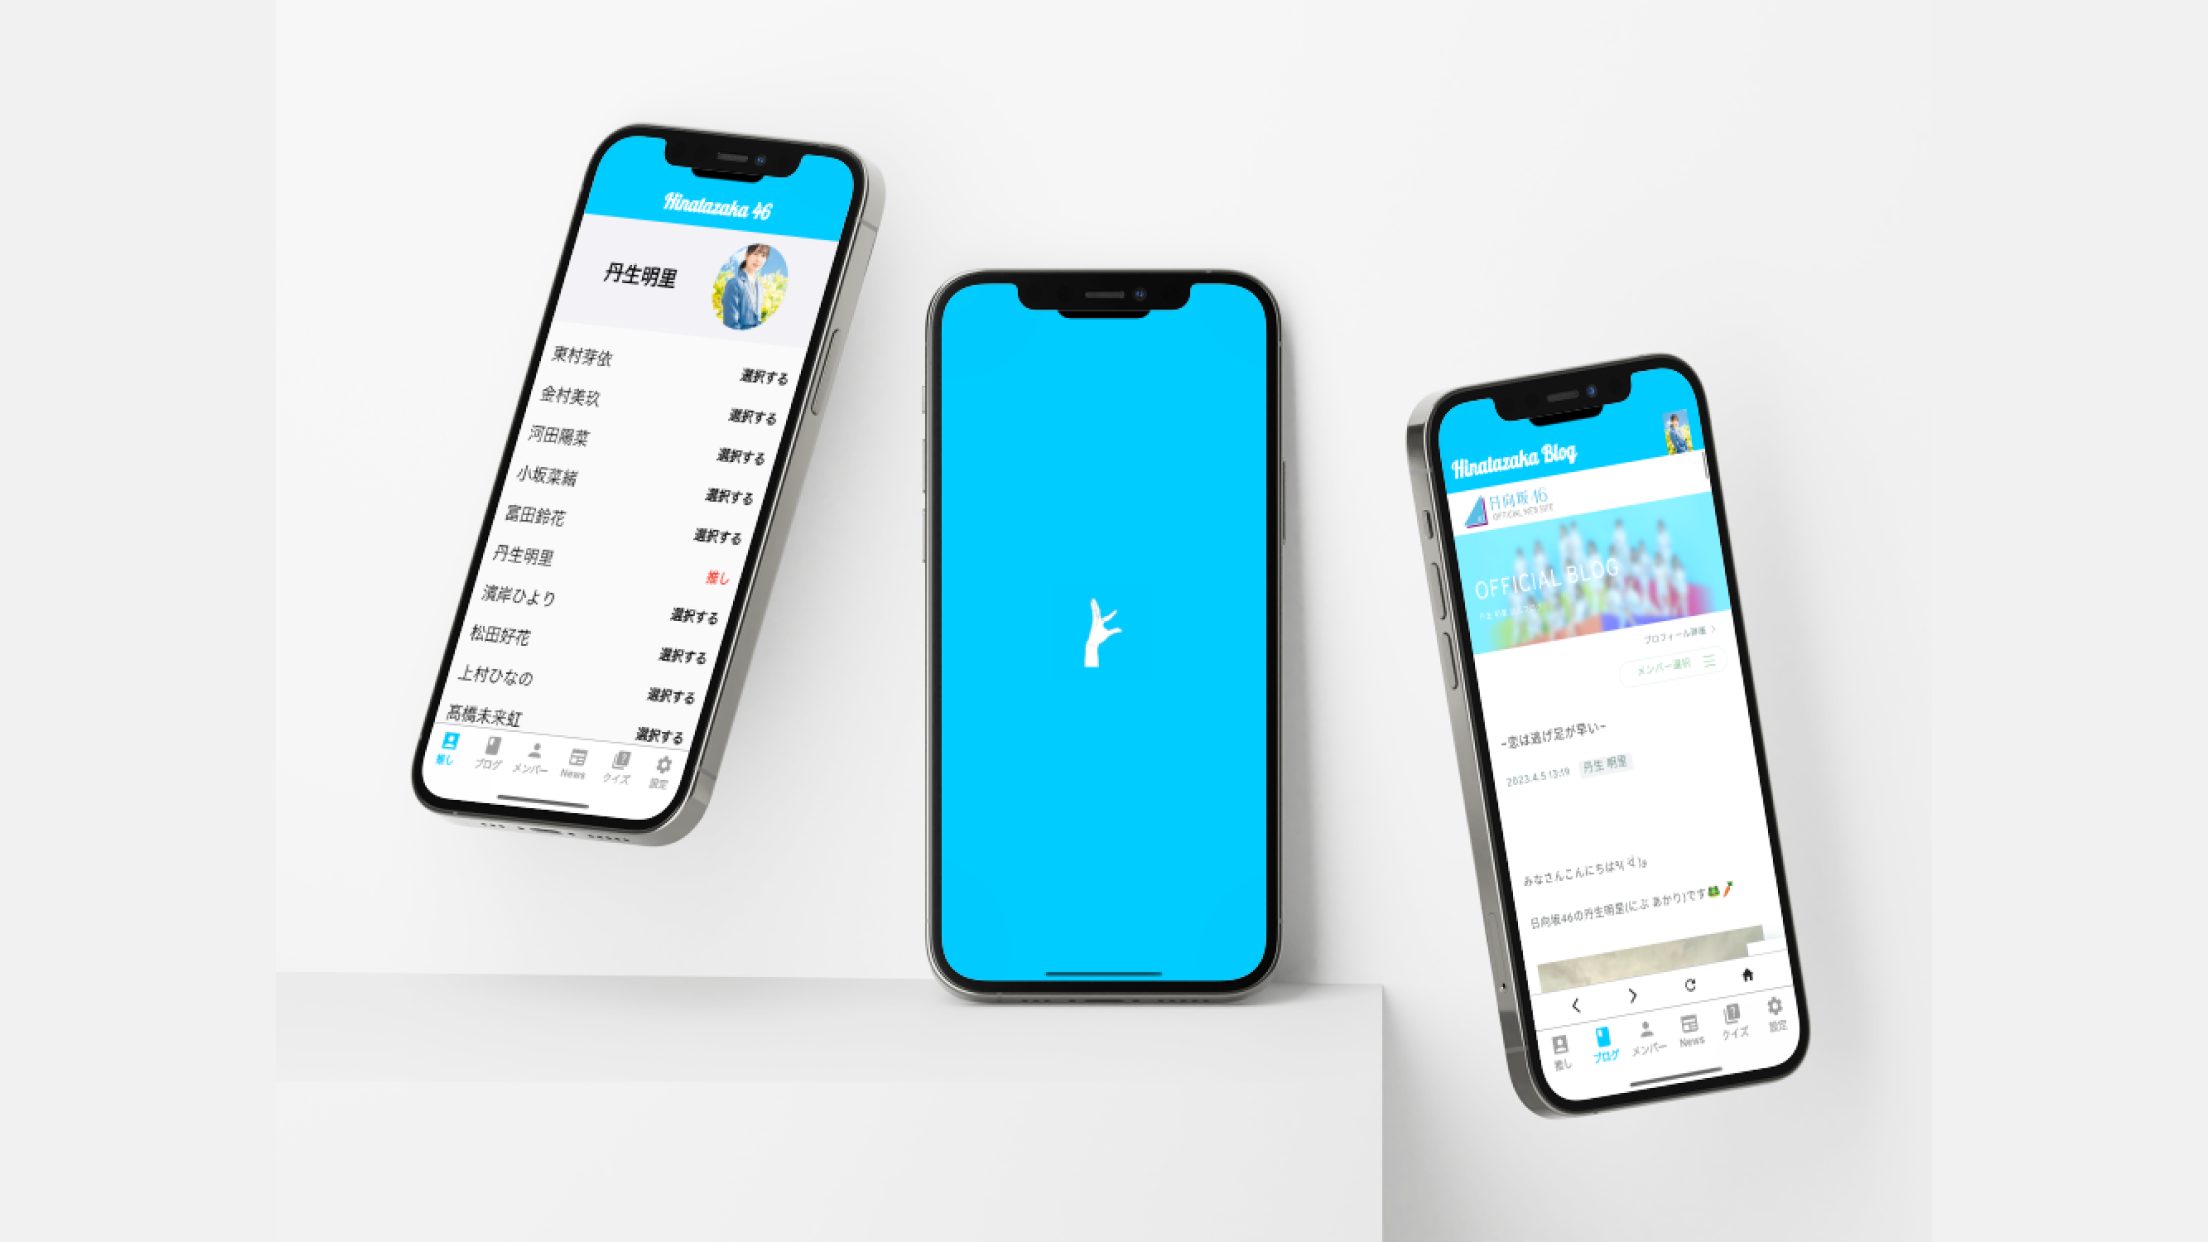 Hinatazaka 46
丹生明里
東村芽依 選択する
金村美玖 選択する
河田陽菜 選択する
小坂菜緒 選択する
富田鈴花 選択する
丹生明里 推し
濱岸ひより 選択する
松田好花 選択する
上村ひなの 選択する
髙橋未来虹 選択する
推し ブログ メンバー News クイズ 設定
Hinatazaka Blog
日向坂46
OFFICIAL WEB SITE
OFFICIAL BLOG
プロフィール詳細
メンバー選択
~恋は逃げ足が早い~
2023.4.5 13:19 丹生 明里
みなさんこんにちは
日向坂46の丹生明里(にぶ あかり)です🐸🥕
推し ブログ メンバー News クイズ 設定